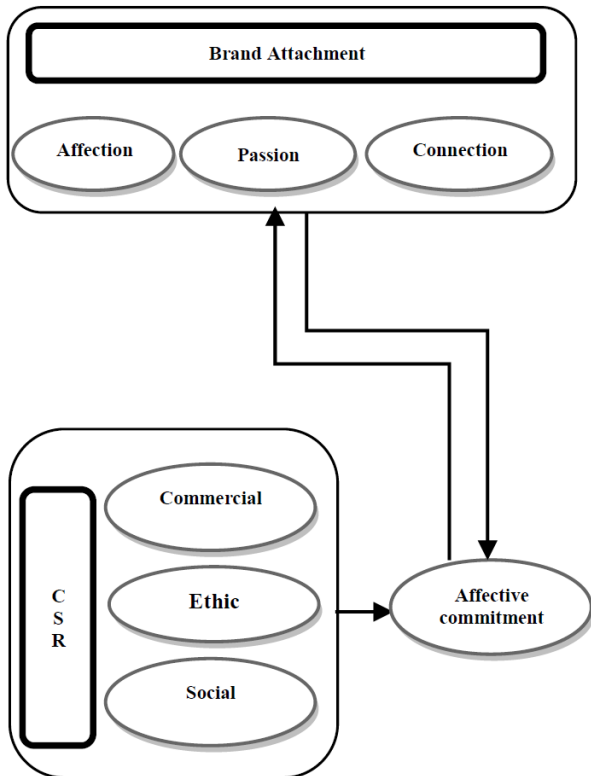 Brand Attachment
Affection
Passion
Connection
Commercial
Ethic
Social
C
S
R
Affective
commitment